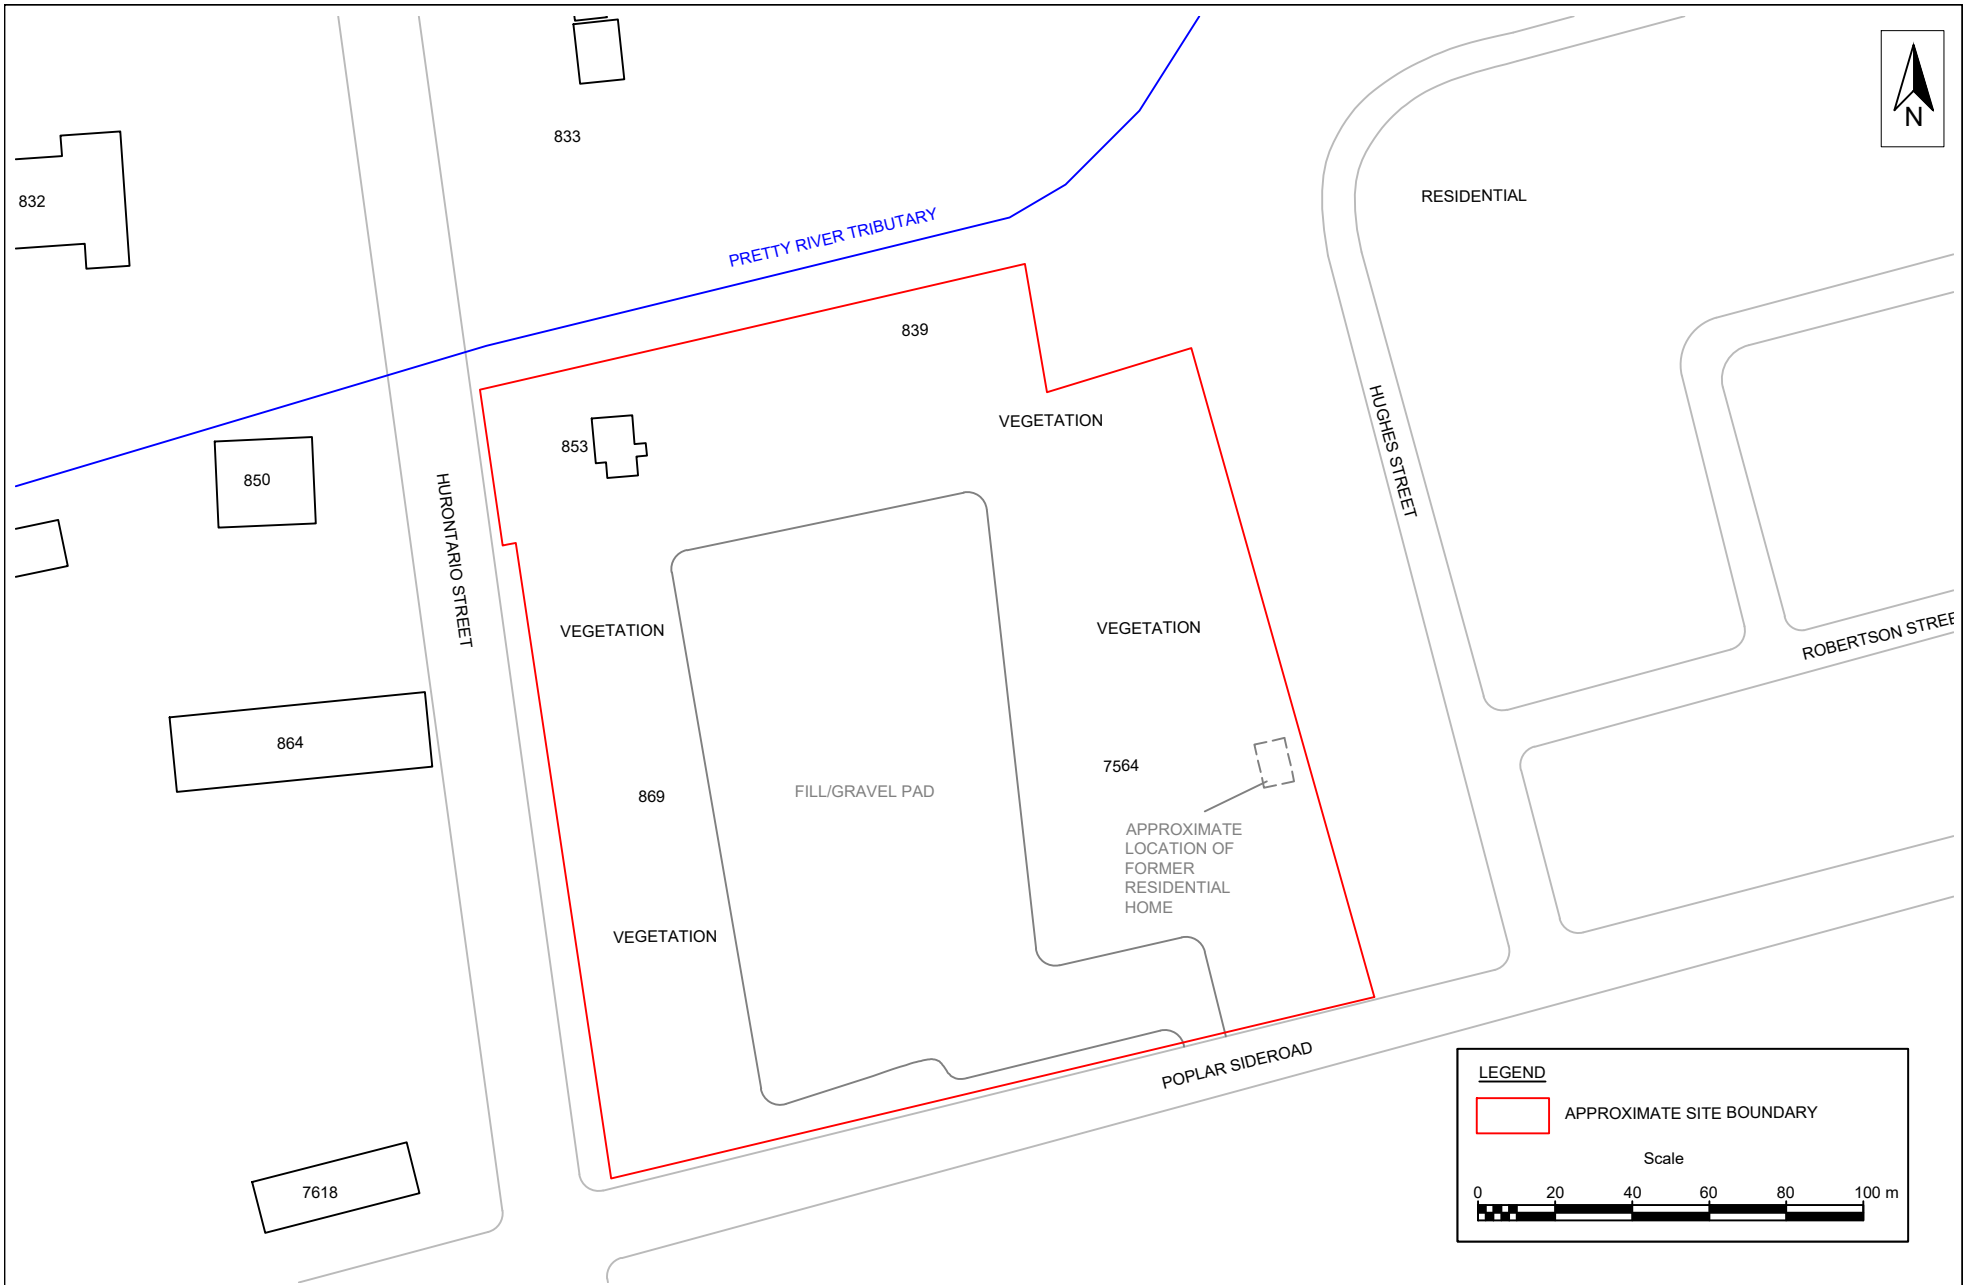 833
N
832
RESIDENTIAL
PRETTY RIVER TRIBUTARY
839
VEGETATION
HUGHES STREET
853
850
HURONTARIO STREET
VEGETATION
VEGETATION
ROBERTSON STREE
864
7564
869
FILL/GRAVEL PAD
APPROXIMATE
LOCATION OF
FORMER
RESIDENTIAL
HOME
VEGETATION
POPLAR SIDEROAD
7618
LEGEND
APPROXIMATE SITE BOUNDARY
Scale
0 20 40 60 80 100 m